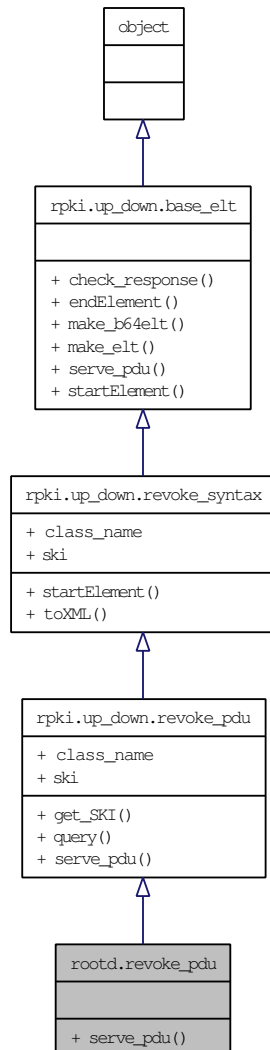 object
rpki.up_down.base_elt
+ check_response()
+ endElement()
+ make_b64elt()
+ make_elt()
+ serve_pdu()
+ startElement()
rpki.up_down.revoke_syntax
+ class_name
+ ski
+ startElement()
+ toXML()
rpki.up_down.revoke_pdu
+ class_name
+ ski
+ get_SKI()
+ query()
+ serve_pdu()
rootd.revoke_pdu
+ serve_pdu()